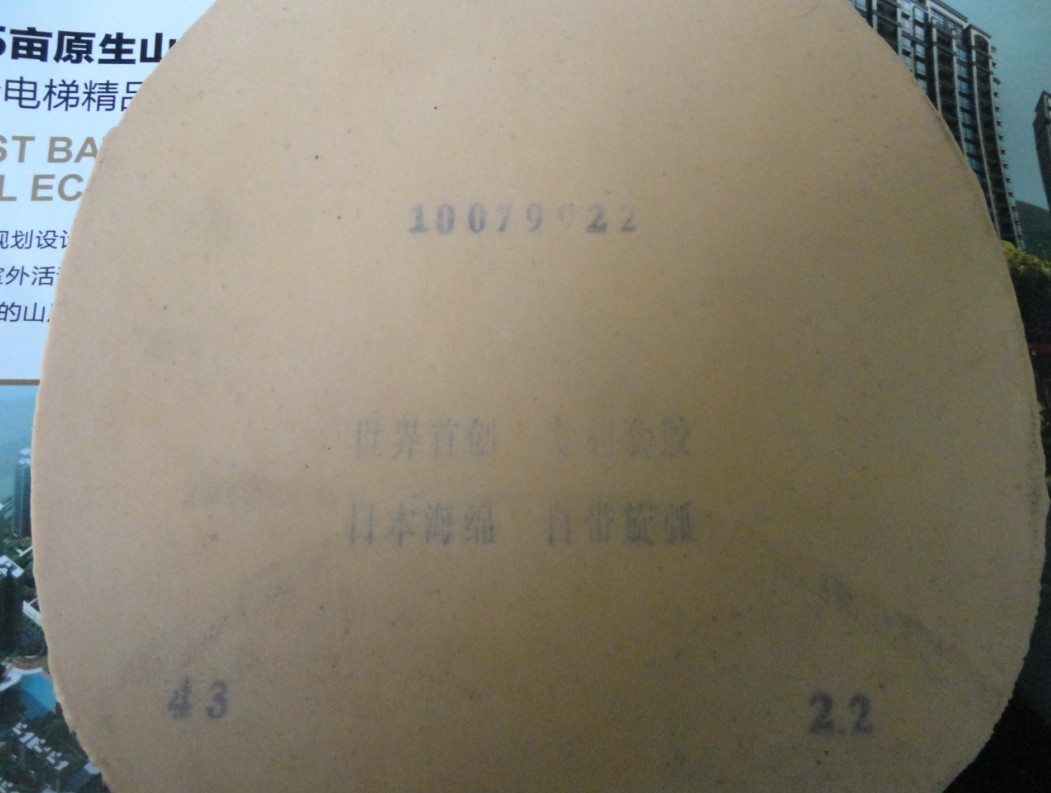 5亩原生山
电梯精品
ST BA
L EC
规划设计
室外活
的山
10079922
世界首创 专利套胶
日本海绵 自带旋弧
43 2.2